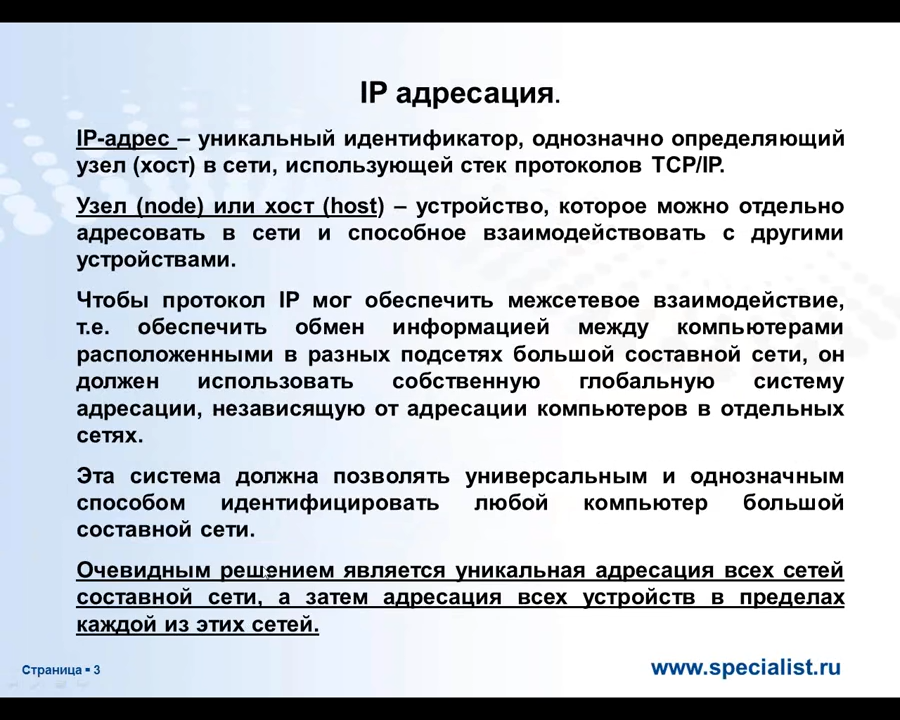 IP адресация.
IP-адрес – уникальный идентификатор, однозначно определяющий
узел (хост) в сети, использующей стек протоколов TCP/IP.
Узел (node) или хост (host) – устройство, которое можно отдельно
адресовать в сети и способное взаимодействовать с другими
устройствами.
Чтобы протокол IP мог обеспечить межсетевое взаимодействие,
т.е. обеспечить обмен информацией между компьютерами
расположенными в разных подсетях большой составной сети, он
должен использовать собственную глобальную систему
адресации, независящую от адресации компьютеров в отдельных
сетях.
Эта система должна позволять универсальным и однозначным
способом идентифицировать любой компьютер большой
составной сети.
Очевидным решением является уникальная адресация всех сетей
составной сети, а затем адресация всех устройств в пределах
каждой из этих сетей.
Страница ▪ 3
www.specialist.ru